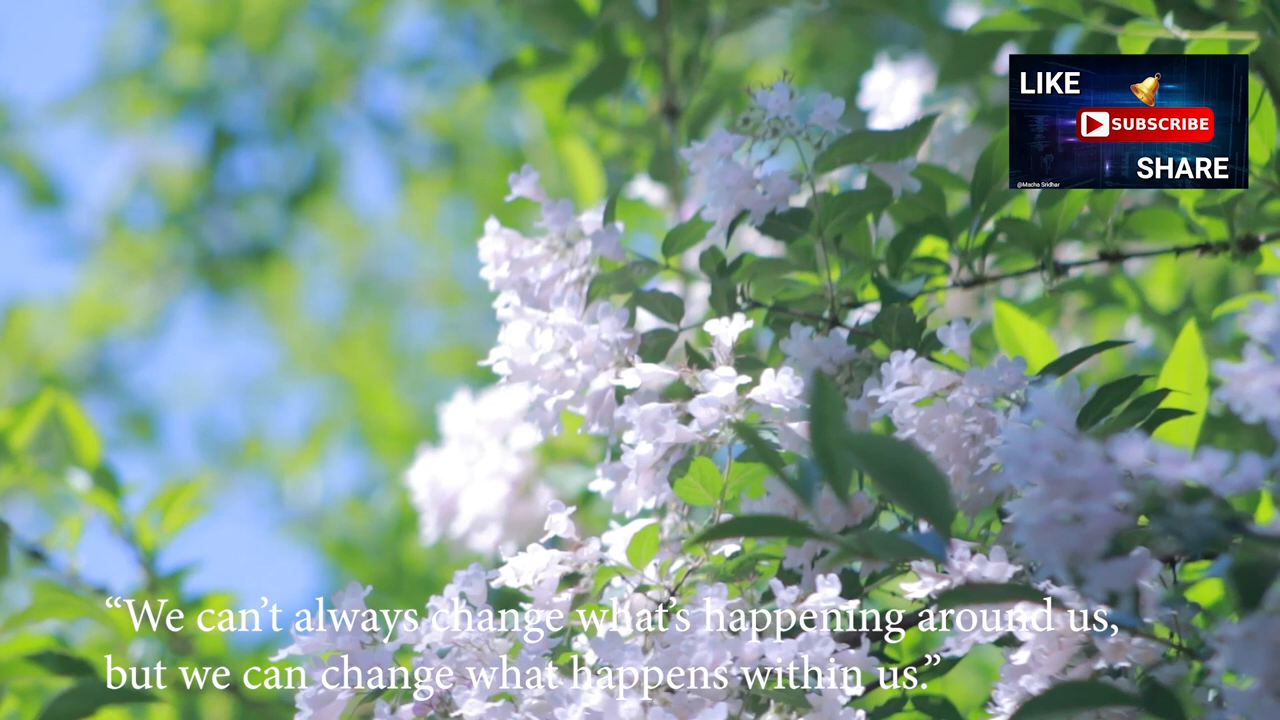 LIKE
SUBSCRIBE
SHARE
@Macha Sridhar
“We can’t always change what’s happening around us,
but we can change what happens within us.”